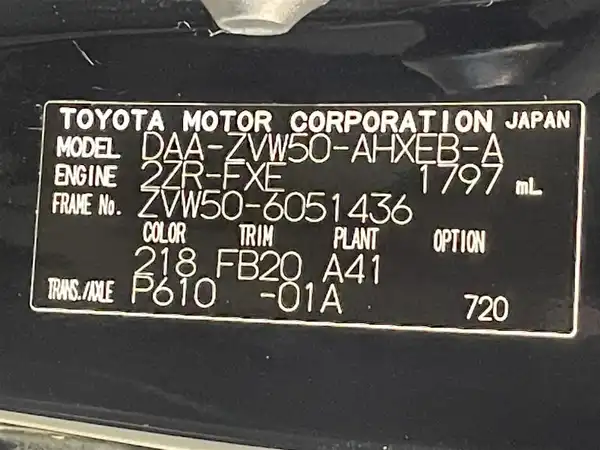 TOYOTA MOTOR CORPORATION JAPAN
MODEL DAA-ZVW50-AHXEB-A
ENGINE 2ZR-FXE 1797 mL
FRAME No. ZVW50-6051436
COLOR TRIM PLANT OPTION
218 FB20 A41
TRANS./AXLE P610 -01A 720